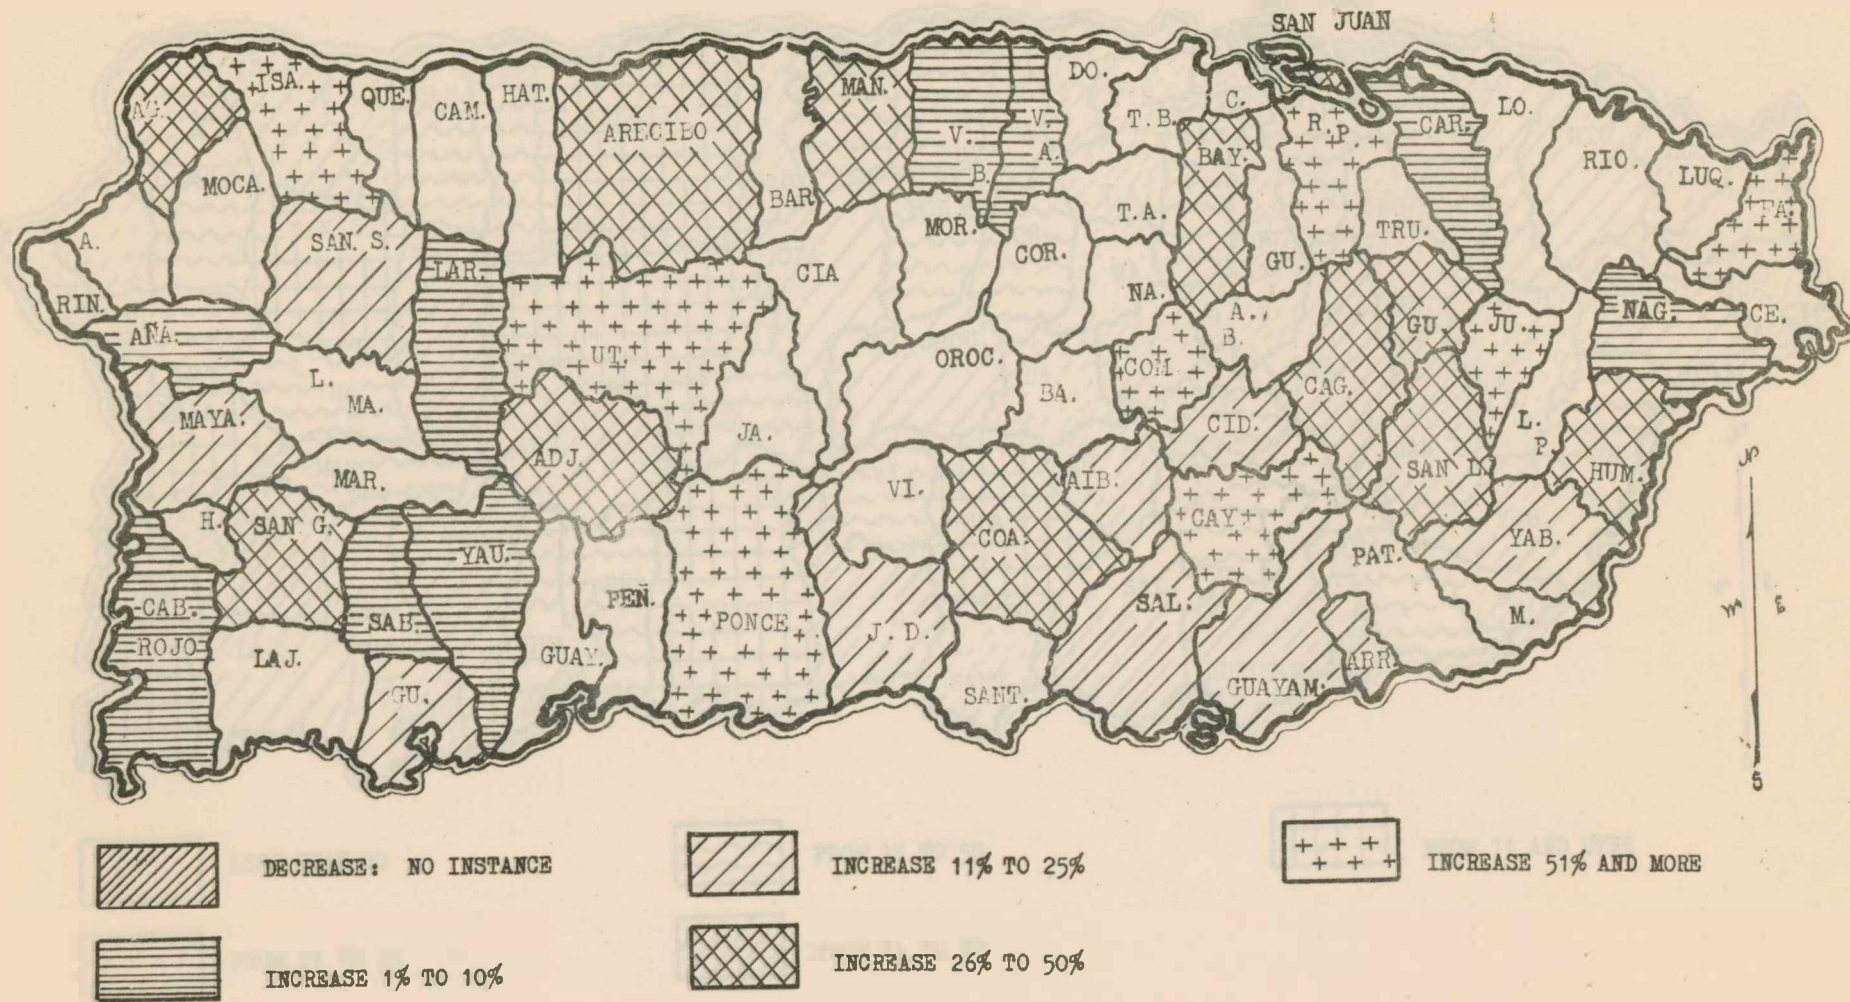 SAN JUAN
AG.
ISA.
QUE.
CAM.
HAT.
ARECIBO
BAR
MAN.
V. B.
V. A.
DO.
T.B.
C.
BAY.
R. P.
CAR.
LO.
RIO.
LUQ.
FA.
MOCA.
A.
RIN.
SAN. S.
LAR.
CIA
MOR.
COR.
T.A.
NA.
GU.
TRU.
AÑA.
UT.
OROC.
BA.
COM
A. B.
CAG.
GU.
JU.
NAG.
CE.
L. MA.
MAYA.
ADJ.
JA.
CID.
SAN L.
L. P.
HUM.
MAR.
VI.
COA.
AIB.
CAY.
PAT.
YAB.
H.
SAN G.
CAB. ROJO
SAB.
YAU.
PEÑ.
PONCE
J. D.
SAL.
M.
LAJ.
GU.
GUAY.
SANT.
GUAYAM.
ARR.
N
E
S
DECREASE: NO INSTANCE
INCREASE 1% TO 10%
INCREASE 11% TO 25%
INCREASE 26% TO 50%
INCREASE 51% AND MORE